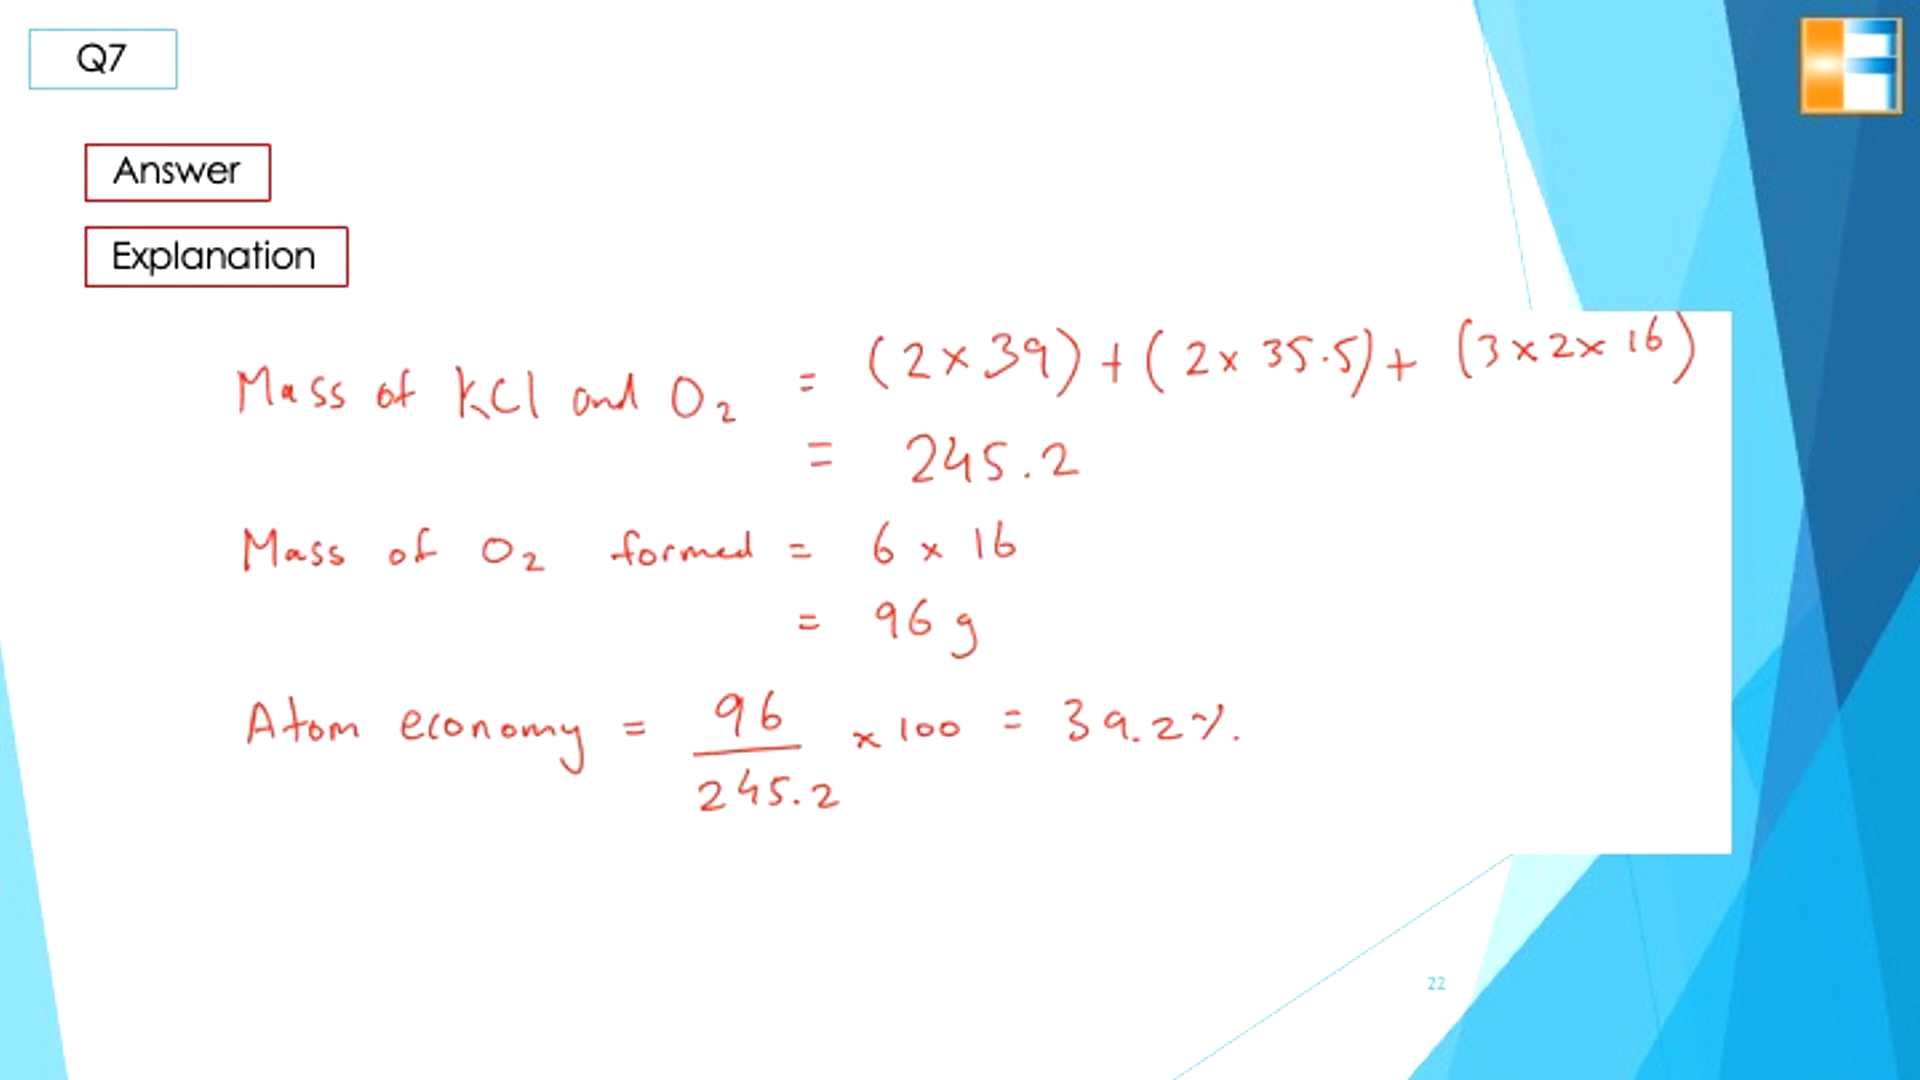 Q7
Answer
Explanation
Mass of KCl and O₂ = (2 × 39) + (2 × 35.5) + (3 × 2 × 16)
= 245.2
Mass of O₂ formed = 6 × 16
= 96 g
Atom economy = 96/245.2 × 100 = 39.2%.
22